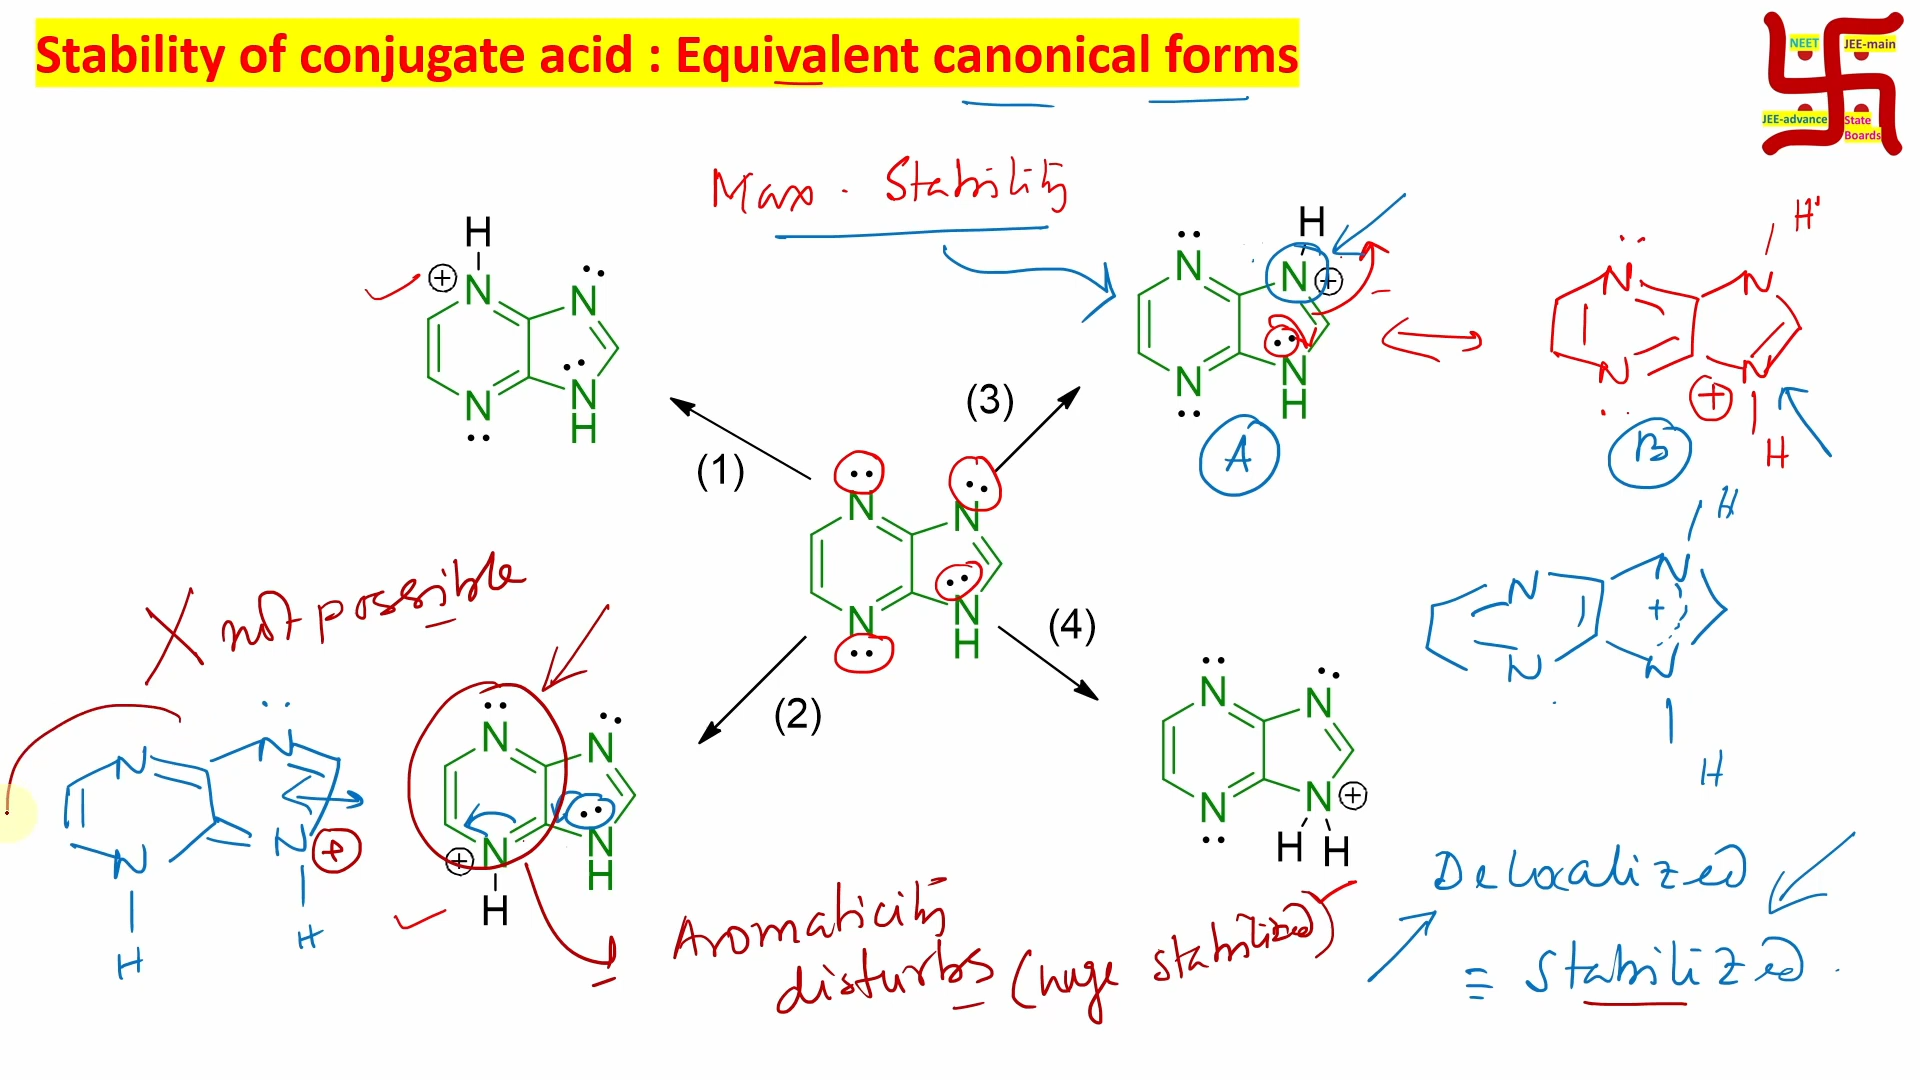 Stability of conjugate acid : Equivalent canonical forms
NEET
JEE-main
JEE-advance
State
Boards
Max. Stability
H
⊕
N
N
N
N
H
(1)
H
N
N
⊕
N
N
H
A
N
H
N
N
N
⊕
H
B
(3)
N
N
N
N
H
(2)
(4)
H
N
N
+
N
N
H
X not possible
N
N
N
N
⊕
H
H
N
N
⊕
N
N
H
H
N
N
N
N
⊕
H
H
Aromaticity
disturbs (huge stabilized)
Delocalized
≡ Stabilized.